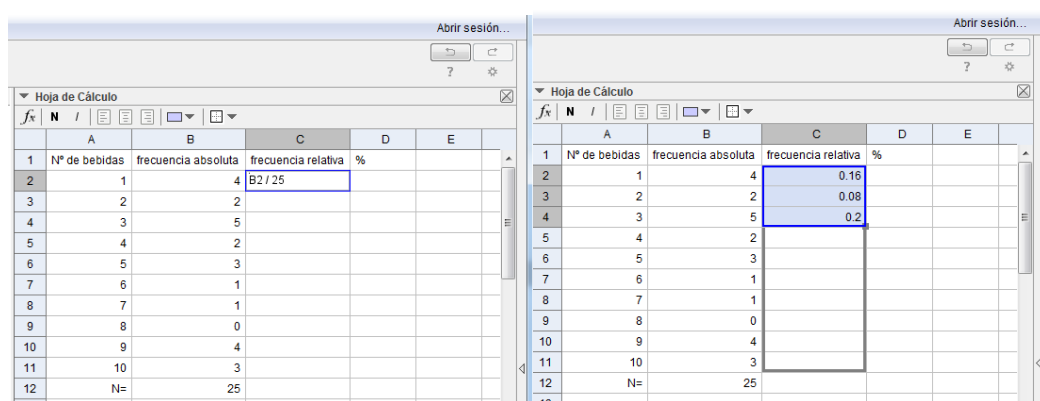 Abrir sesión...
?
Hoja de Cálculo
fx N I
A B C D E
1 Nº de bebidas frecuencia absoluta frecuencia relativa %
2 1 4 B2 / 25
3 2 2
4 3 5
5 4 2
6 5 3
7 6 1
8 7 1
9 8 0
10 9 4
11 10 3
12 N= 25
Abrir sesión...
?
Hoja de Cálculo
fx N I
A B C D E
1 Nº de bebidas frecuencia absoluta frecuencia relativa %
2 1 4 0.16
3 2 2 0.08
4 3 5 0.2
5 4 2
6 5 3
7 6 1
8 7 1
9 8 0
10 9 4
11 10 3
12 N= 25